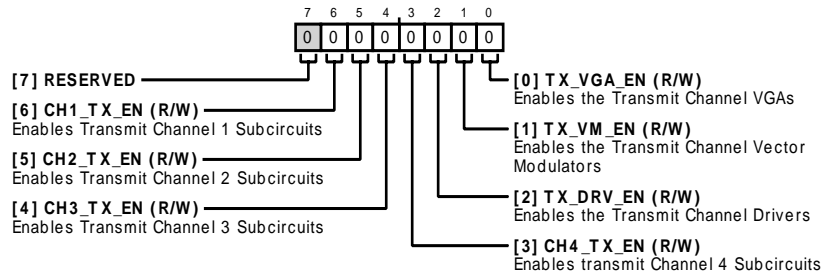 7 6 5 4 3 2 1 0
0 0 0 0 0 0 0 0
[7] RESERVED
[6] CH1_TX_EN (R/W)
Enables Transmit Channel 1 Subcircuits
[5] CH2_TX_EN (R/W)
Enables Transmit Channel 2 Subcircuits
[4] CH3_TX_EN (R/W)
Enables Transmit Channel 3 Subcircuits
[0] TX_VGA_EN (R/W)
Enables the Transmit Channel VGAs
[1] TX_VM_EN (R/W)
Enables the Transmit Channel Vector
Modulators
[2] TX_DRV_EN (R/W)
Enables the Transmit Channel Drivers
[3] CH4_TX_EN (R/W)
Enables transmit Channel 4 Subcircuits